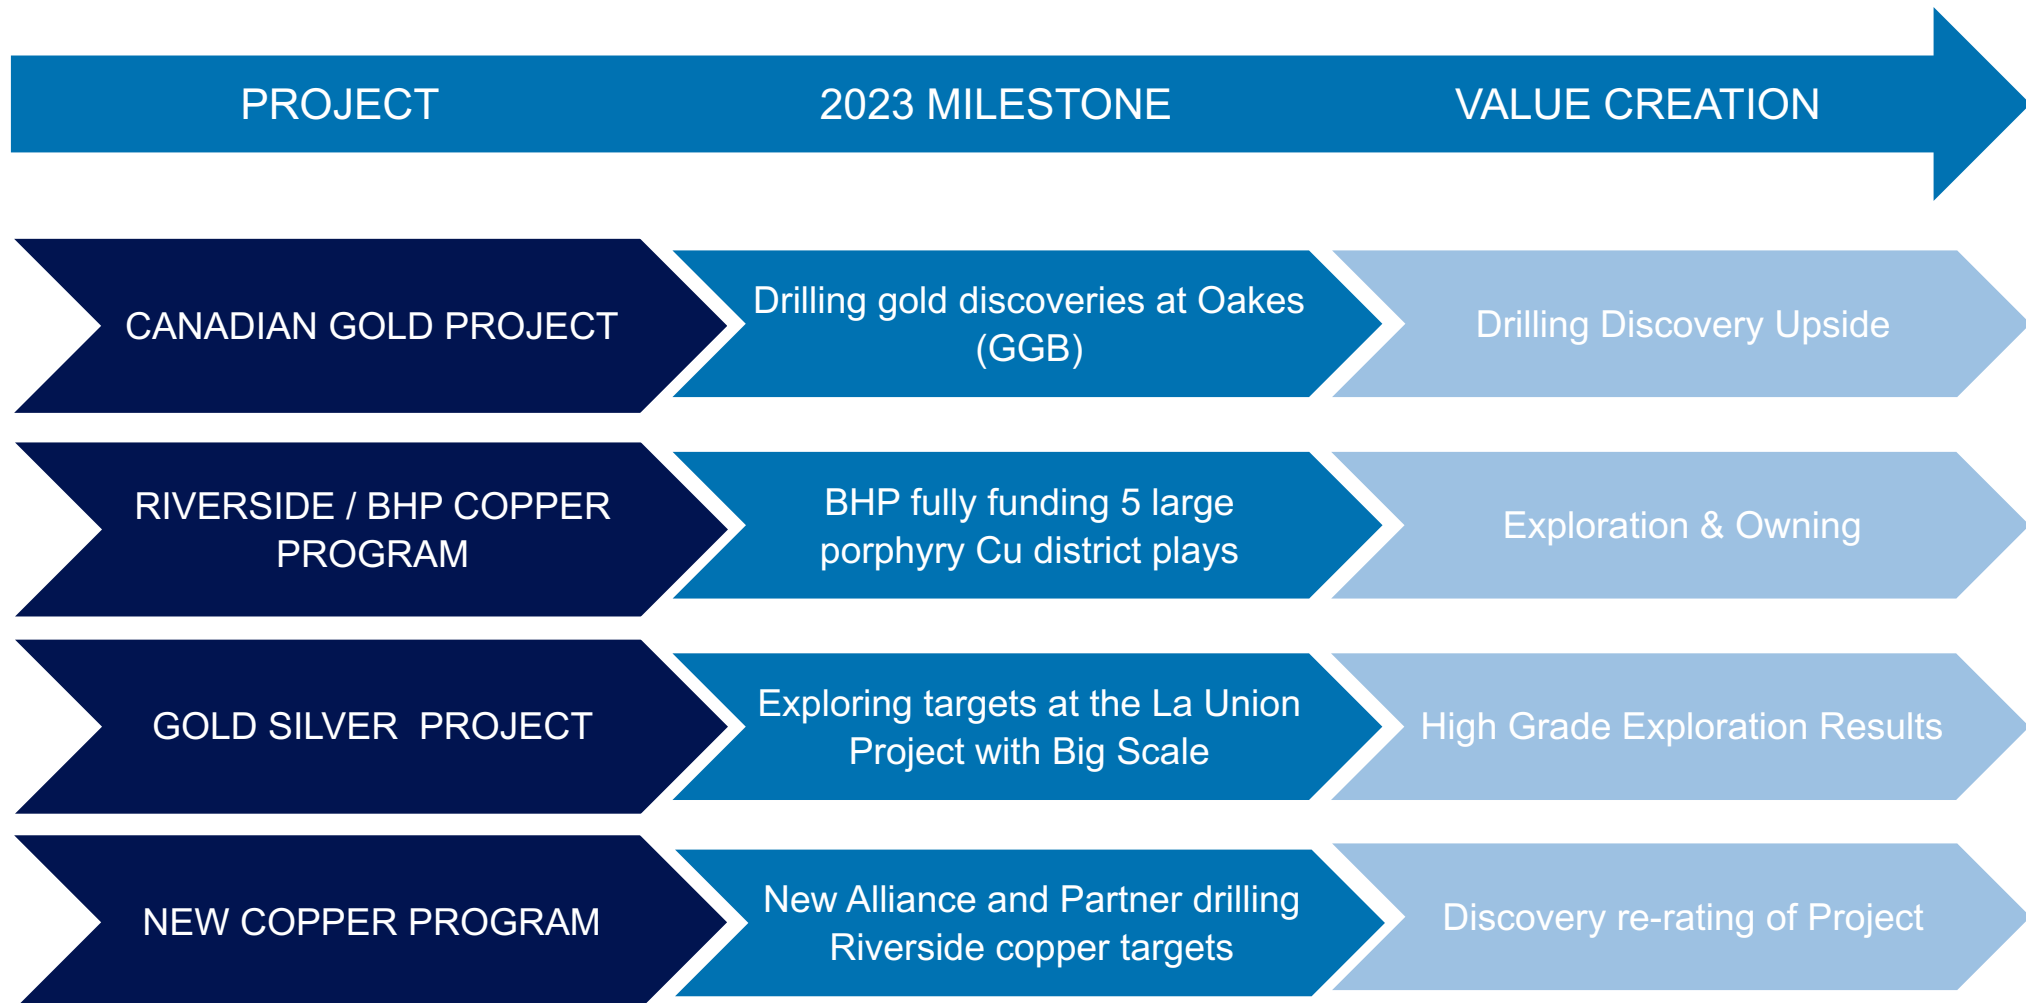 PROJECT
2023 MILESTONE
VALUE CREATION
CANADIAN GOLD PROJECT
Drilling gold discoveries at Oakes
(GGB)
Drilling Discovery Upside
RIVERSIDE / BHP COPPER
PROGRAM
BHP fully funding 5 large
porphyry Cu district plays
Exploration & Owning
GOLD SILVER  PROJECT
Exploring targets at the La Union
Project with Big Scale
High Grade Exploration Results
NEW COPPER PROGRAM
New Alliance and Partner drilling
Riverside copper targets
Discovery re-rating of Project